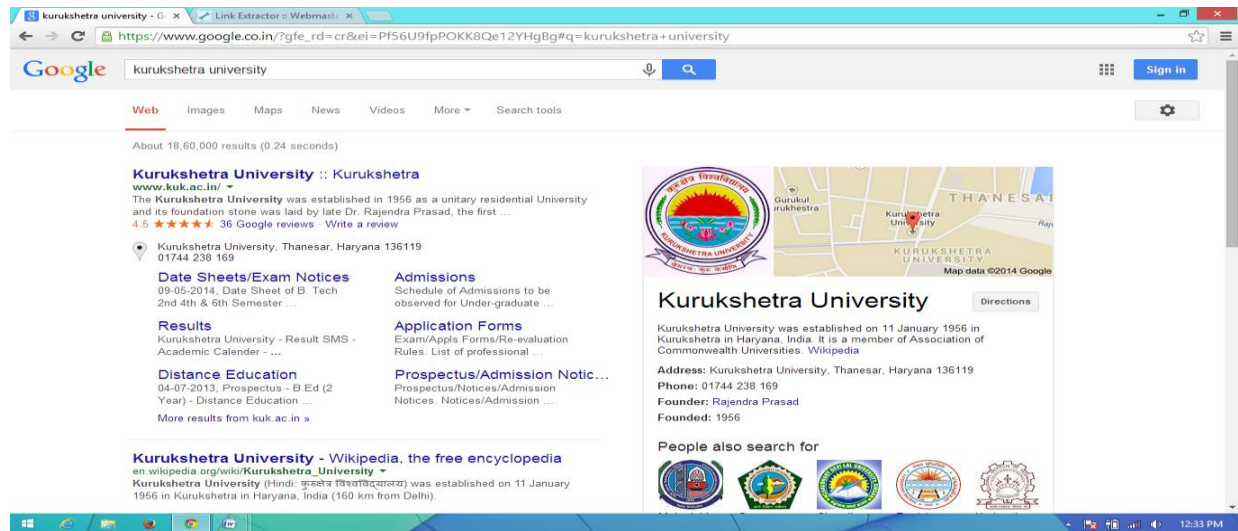 kurukshetra university - G
Link Extractor :: Webmast
https://www.google.co.in/?gfe_rd=cr&ei=Pf56U9fpPOKK8Qe12YHgBg#q=kurukshetra+university
Google
kurukshetra university
Sign in
Web Images Maps News Videos More Search tools
About 18,60,000 results (0.24 seconds)
Kurukshetra University :: Kurukshetra
www.kuk.ac.in/
The Kurukshetra University was established in 1956 as a unitary residential University
and its foundation stone was laid by late Dr. Rajendra Prasad, the first ...
4.5 ★★★★★ 36 Google reviews · Write a review
Kurukshetra University, Thanesar, Haryana 136119
01744 238 169
Date Sheets/Exam Notices
09-05-2014, Date Sheet of B. Tech
2nd 4th & 6th Semester ...
Admissions
Schedule of Admissions to be
observed for Under-graduate ...
Results
Kurukshetra University - Result SMS -
Academic Calender - ...
Application Forms
Exam/Appls.Forms/Re-evaluation
Rules. List of professional ...
Distance Education
04-07-2013, Prospectus - B.Ed (2
Year) - Distance Education ...
Prospectus/Admission Notic...
Prospectus/Notices/Admission
Notices. Notices/Admission ...
More results from kuk.ac.in »
Kurukshetra University - Wikipedia, the free encyclopedia
en.wikipedia.org/wiki/Kurukshetra_University
Kurukshetra University (Hindi: कुरुक्षेत्र विश्वविद्यालय) was established on 11 January
1956 in Kurukshetra in Haryana, India (160 km from Delhi).
कुरुक्षेत्र विश्वविद्यालय
KURUKSHETRA UNIVERSITY
Gurukul
urukhestra
THANESAR
Kurukshetra
University
KURUKSHETRA
UNIVERSITY
Map data ©2014 Google
Kurukshetra University
Directions
Kurukshetra University was established on 11 January 1956 in
Kurukshetra in Haryana, India. It is a member of Association of
Commonwealth Universities. Wikipedia
Address: Kurukshetra University, Thanesar, Haryana 136119
Phone: 01744 238 169
Founder: Rajendra Prasad
Founded: 1956
People also search for
12:33 PM